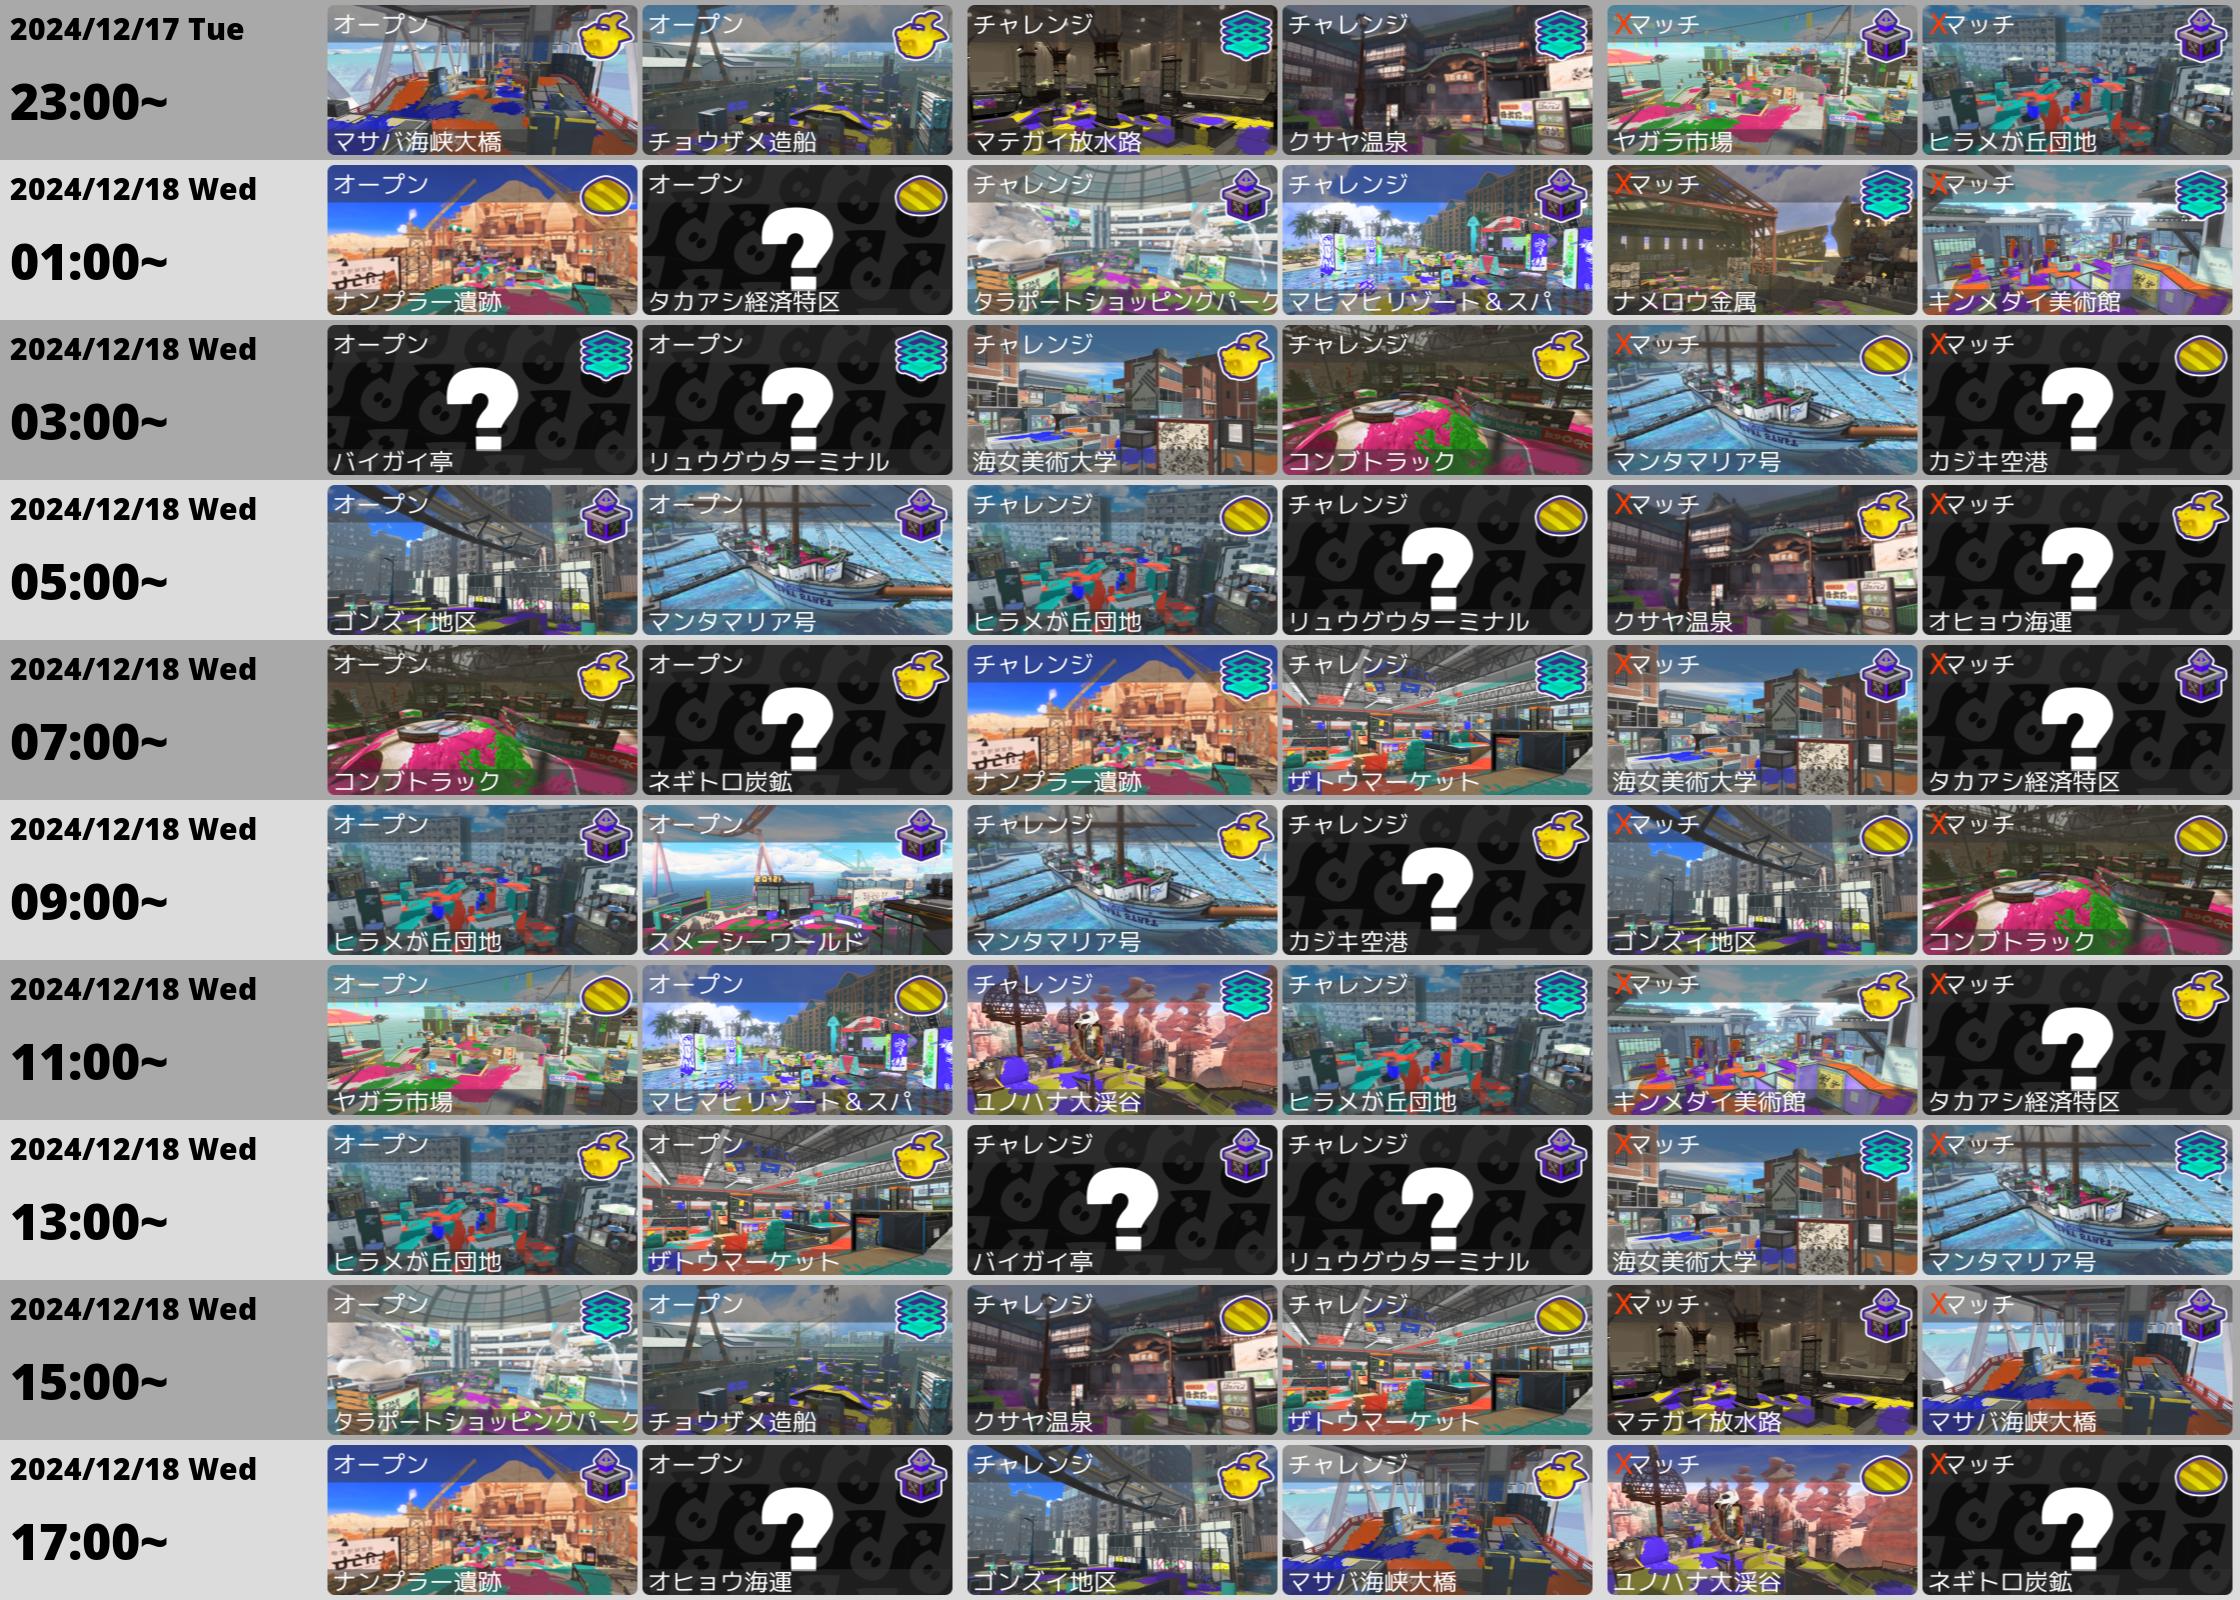 2024/12/17 Tue
23:00~
オープン
マサバ海峡大橋
オープン
チョウザメ造船
チャレンジ
マテガイ放水路
チャレンジ
クサヤ温泉
Xマッチ
ヤガラ市場
Xマッチ
ヒラメが丘団地
2024/12/18 Wed
01:00~
オープン
ナンプラー遺跡
オープン
?
タカアシ経済特区
チャレンジ
タラポートショッピングパーク
チャレンジ
マヒマヒリゾート＆スパ
Xマッチ
ナメロウ金属
Xマッチ
キンメダイ美術館
2024/12/18 Wed
03:00~
オープン
?
バイガイ亭
オープン
?
リュウグウターミナル
チャレンジ
海女美術大学
チャレンジ
コンブトラック
Xマッチ
マンタマリア号
Xマッチ
?
カジキ空港
2024/12/18 Wed
05:00~
オープン
ゴンズイ地区
オープン
マンタマリア号
チャレンジ
ヒラメが丘団地
チャレンジ
?
リュウグウターミナル
Xマッチ
クサヤ温泉
Xマッチ
?
オヒョウ海運
2024/12/18 Wed
07:00~
オープン
コンブトラック
オープン
?
ネギトロ炭鉱
チャレンジ
ナンプラー遺跡
チャレンジ
ザトウマーケット
Xマッチ
海女美術大学
Xマッチ
?
タカアシ経済特区
2024/12/18 Wed
09:00~
オープン
ヒラメが丘団地
オープン
スメーシーワールド
チャレンジ
マンタマリア号
チャレンジ
?
カジキ空港
Xマッチ
ゴンズイ地区
Xマッチ
コンブトラック
2024/12/18 Wed
11:00~
オープン
ヤガラ市場
オープン
マヒマヒリゾート＆スパ
チャレンジ
ユノハナ大渓谷
チャレンジ
ヒラメが丘団地
Xマッチ
キンメダイ美術館
Xマッチ
?
タカアシ経済特区
2024/12/18 Wed
13:00~
オープン
ヒラメが丘団地
オープン
ザトウマーケット
チャレンジ
?
バイガイ亭
チャレンジ
?
リュウグウターミナル
Xマッチ
海女美術大学
Xマッチ
マンタマリア号
2024/12/18 Wed
15:00~
オープン
タラポートショッピングパーク
オープン
チョウザメ造船
チャレンジ
クサヤ温泉
チャレンジ
ザトウマーケット
Xマッチ
マテガイ放水路
Xマッチ
マサバ海峡大橋
2024/12/18 Wed
17:00~
オープン
ナンプラー遺跡
オープン
?
オヒョウ海運
チャレンジ
ゴンズイ地区
チャレンジ
マサバ海峡大橋
Xマッチ
ユノハナ大渓谷
Xマッチ
?
ネギトロ炭鉱